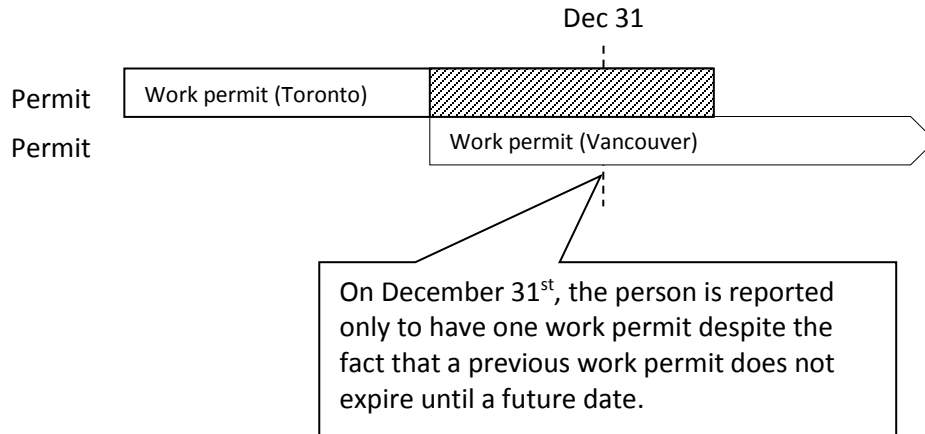 Dec 31
Permit
Work permit (Toronto)
Permit
Work permit (Vancouver)
On December 31st, the person is reported
only to have one work permit despite the
fact that a previous work permit does not
expire until a future date.